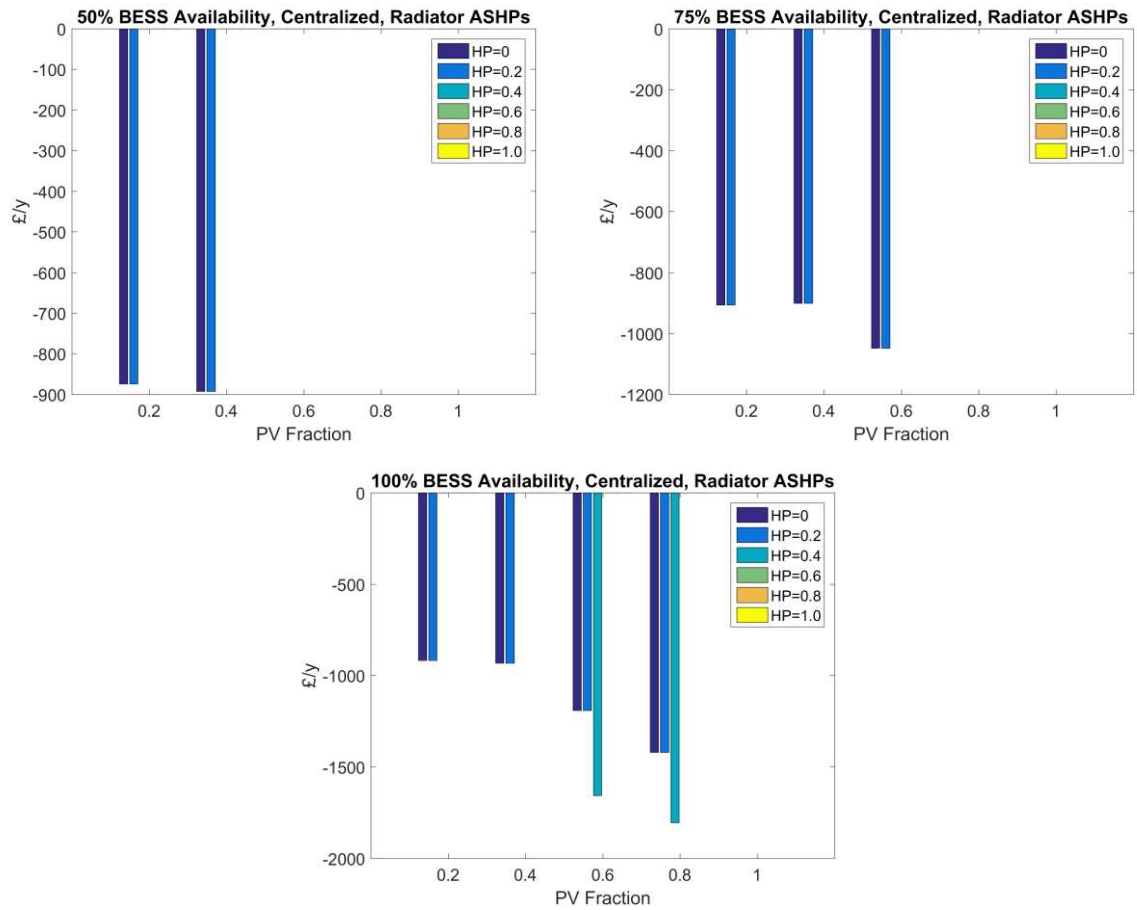 50% BESS Availability, Centralized, Radiator ASHPs
0
-100
-200
-300
-400
-500
-600
-700
-800
-900
£/y
0.2 0.4 0.6 0.8 1
PV Fraction
HP=0
HP=0.2
HP=0.4
HP=0.6
HP=0.8
HP=1.0
75% BESS Availability, Centralized, Radiator ASHPs
0
-200
-400
-600
-800
-1000
-1200
£/y
0.2 0.4 0.6 0.8 1
PV Fraction
HP=0
HP=0.2
HP=0.4
HP=0.6
HP=0.8
HP=1.0
100% BESS Availability, Centralized, Radiator ASHPs
0
-500
-1000
-1500
-2000
£/y
0.2 0.4 0.6 0.8 1
PV Fraction
HP=0
HP=0.2
HP=0.4
HP=0.6
HP=0.8
HP=1.0